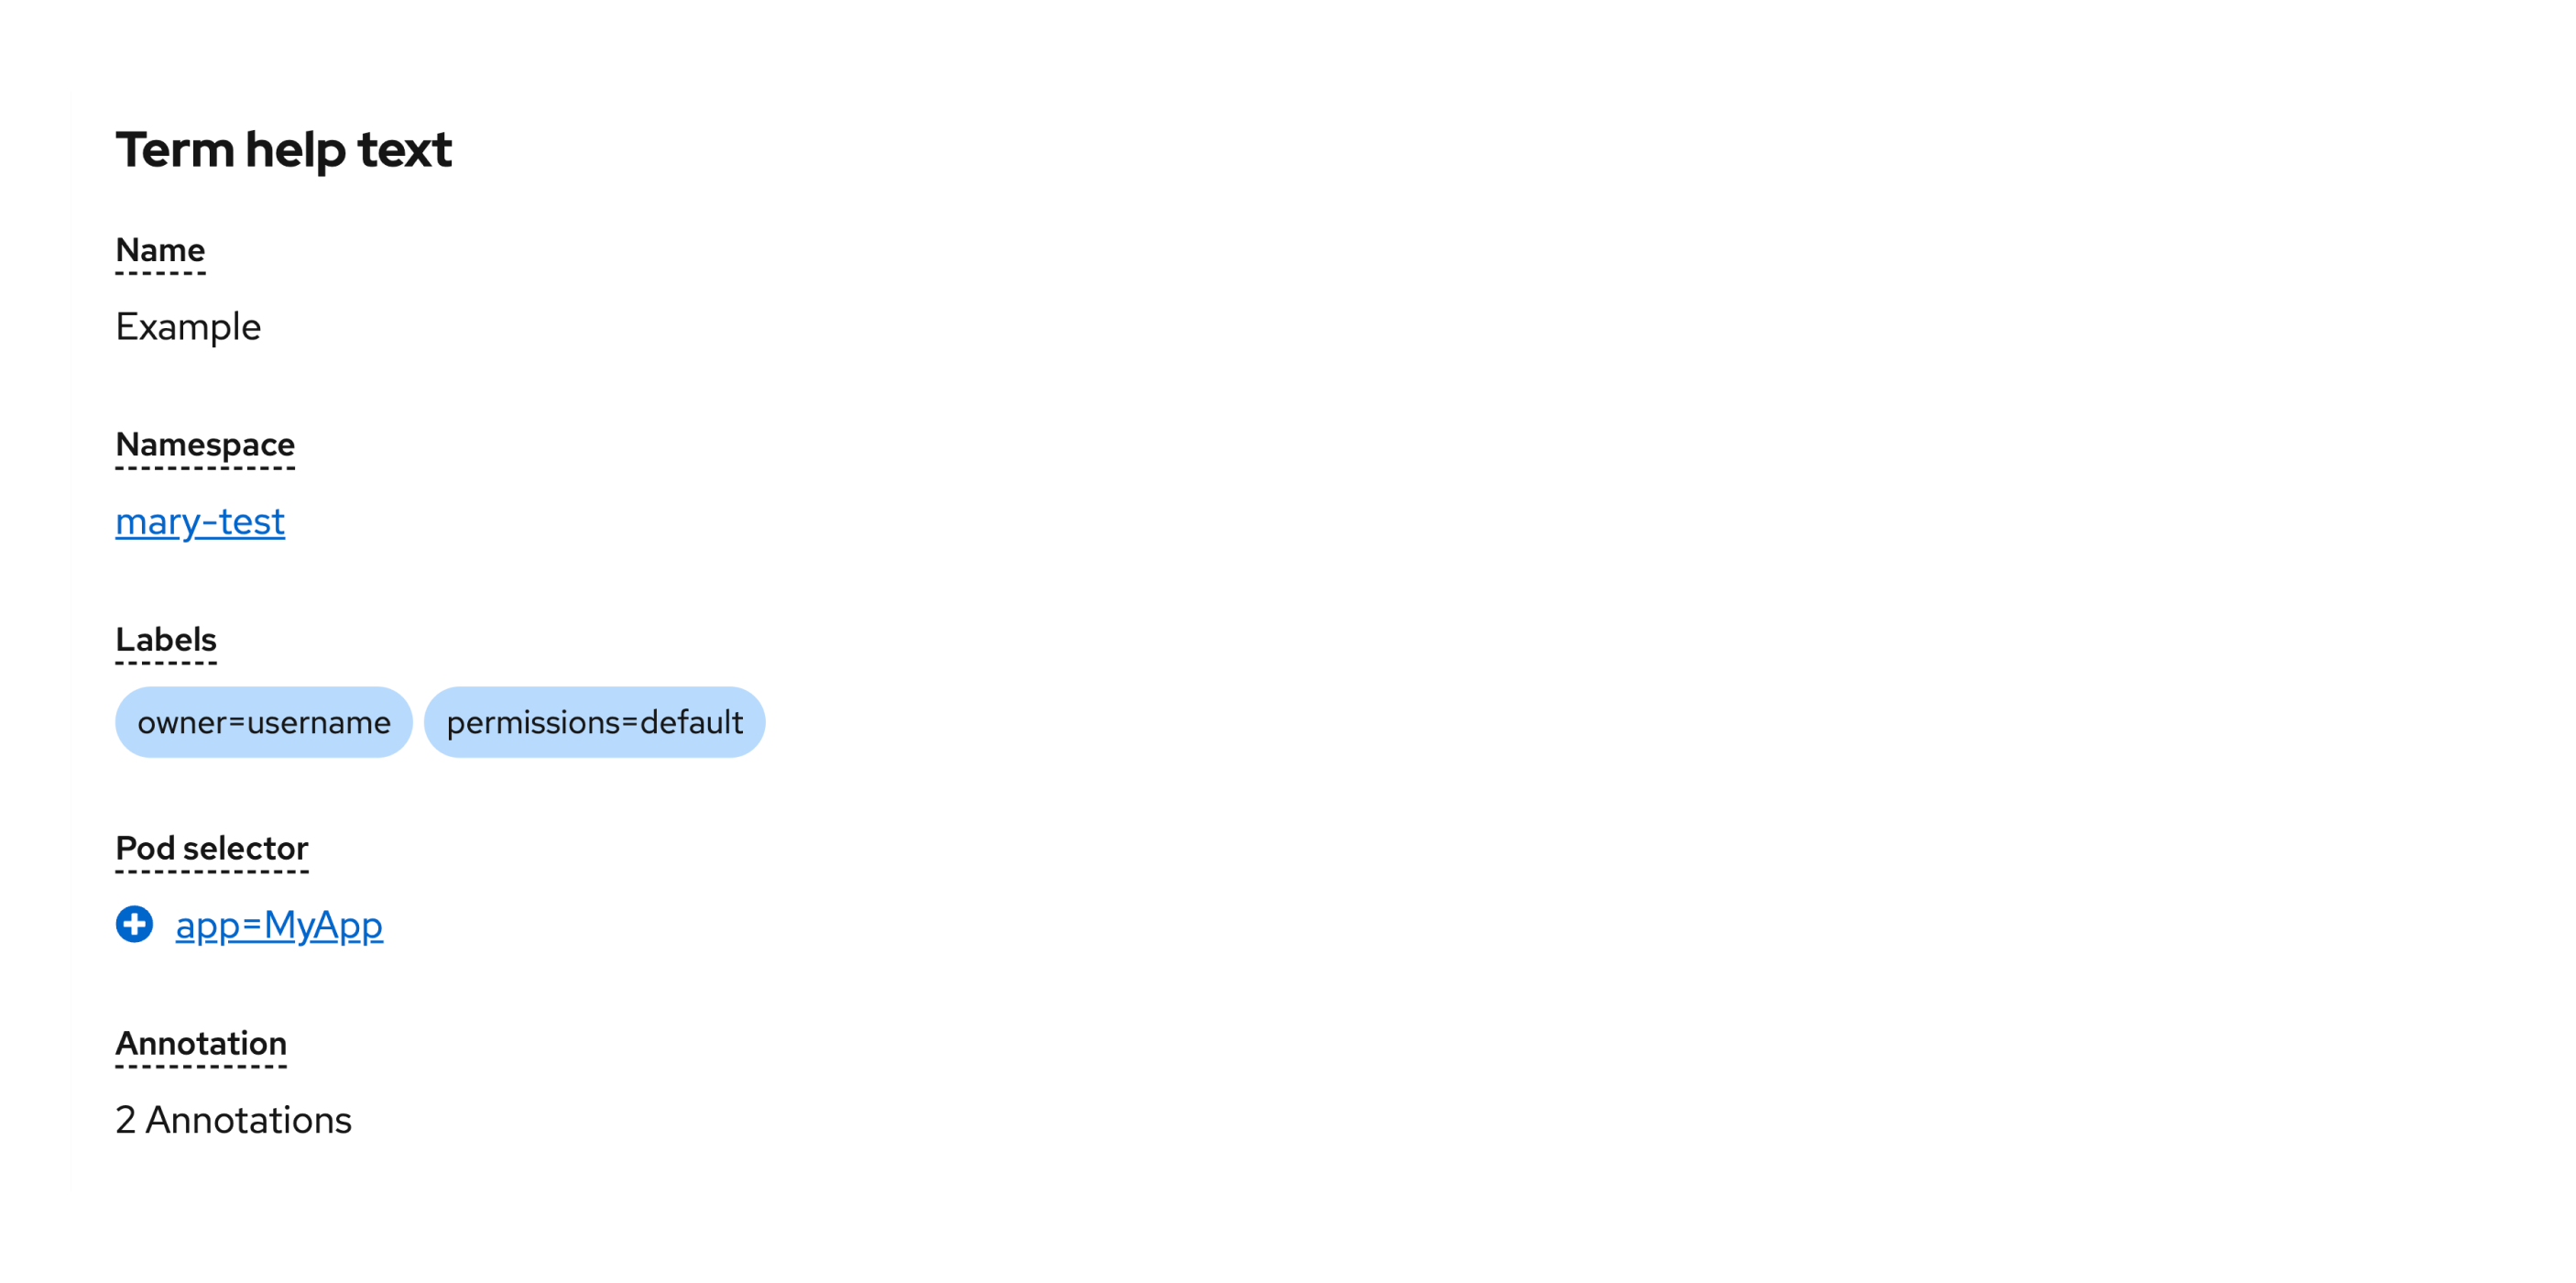 Term help text
Name
Example
Namespace
mary-test
Labels
owner=username permissions=default
Pod selector
app=MyApp
Annotation
2 Annotations